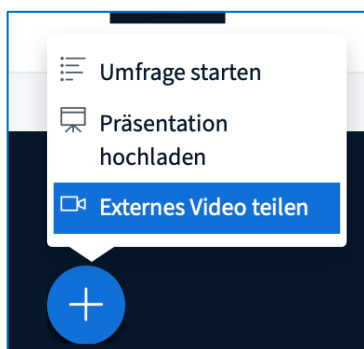 Umfrage starten
Präsentation
hochladen
Externes Video teilen